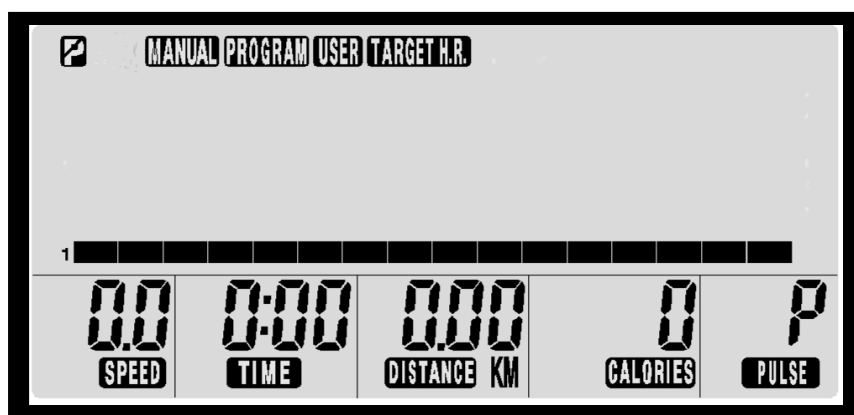 P MANUAL PROGRAM USER TARGET H.R.
1
0.0 0:00 0.00 0 P
SPEED TIME DISTANCE KM CALORIES PULSE